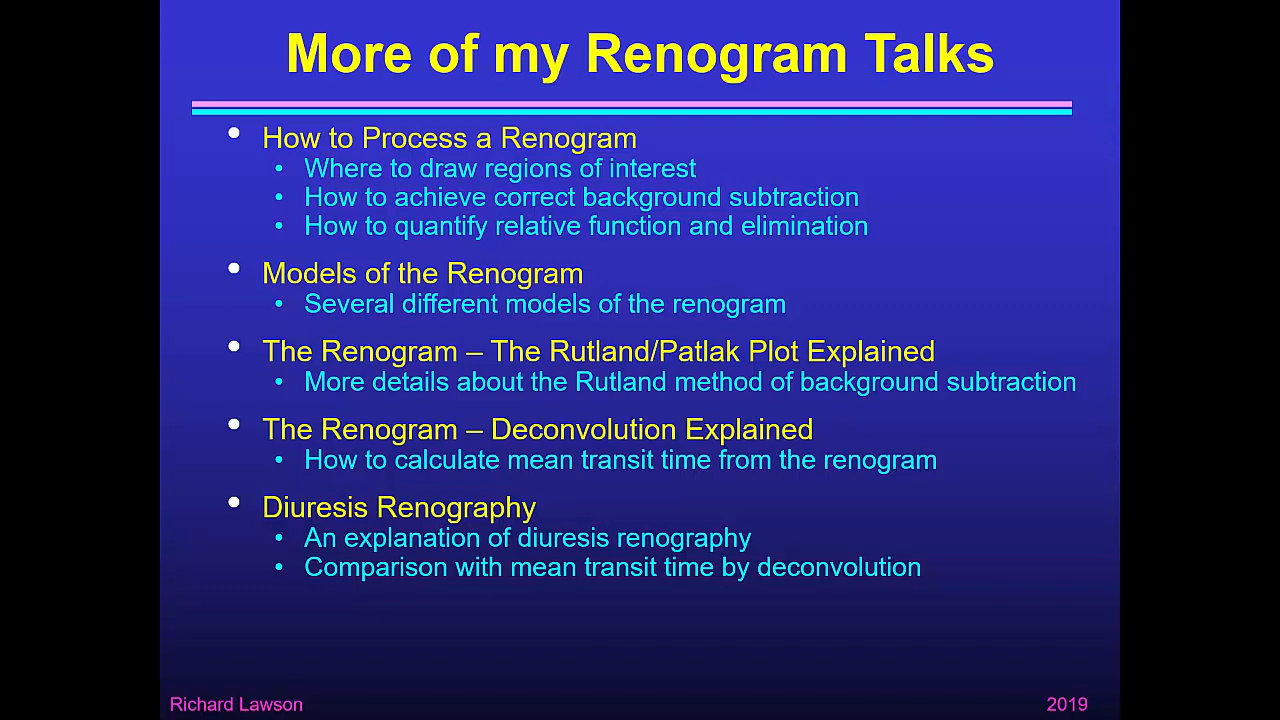 More of my Renogram Talks
• How to Process a Renogram
• Where to draw regions of interest
• How to achieve correct background subtraction
• How to quantify relative function and elimination
• Models of the Renogram
• Several different models of the renogram
• The Renogram – The Rutland/Patlak Plot Explained
• More details about the Rutland method of background subtraction
• The Renogram – Deconvolution Explained
• How to calculate mean transit time from the renogram
• Diuresis Renography
• An explanation of diuresis renography
• Comparison with mean transit time by deconvolution
Richard Lawson
2019